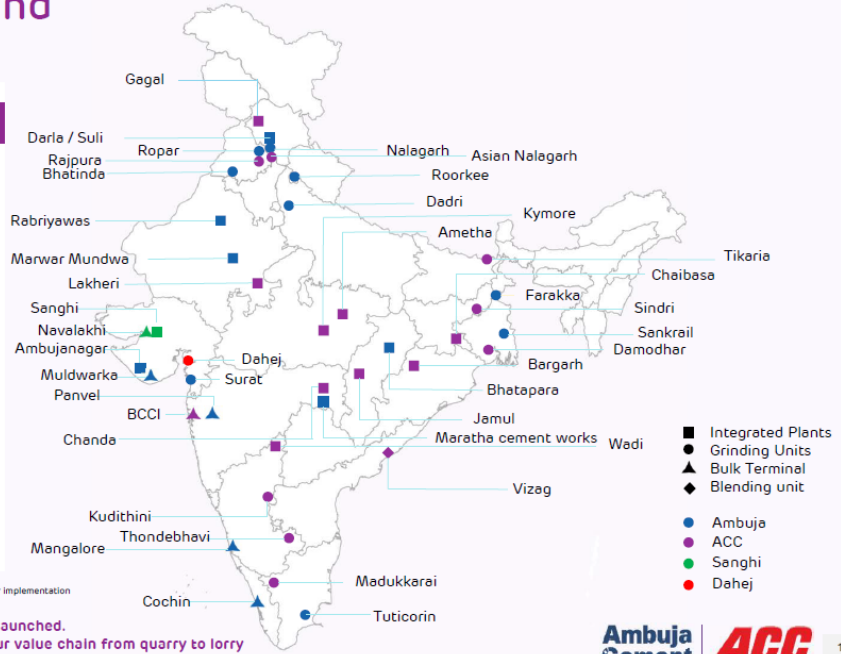 nd
Gagal
Darla / Suli
Ropar
Nalagarh
Rajpura
Asian Nalagarh
Bhatinda
Roorkee
Dadri
Rabriyawas
Kymore
Ametha
Marwar Mundwa
Tikaria
Chaibasa
Lakheri
Farakka
Sanghi
Sindri
Navalakhi
Sankrail
Ambujanagar
Damodhar
Dahej
Bargarh
Muldwarka
Surat
Panvel
Bhatapara
BCCI
Jamul
Chanda
Maratha cement works
Wadi
Vizag
Kudithini
Thondebhavi
Mangalore
Madukkarai
Cochin
Tuticorin
Integrated Plants
Grinding Units
Bulk Terminal
Blending unit
Ambuja
ACC
Sanghi
Dahej
implementation
aunched.
ur value chain from quarry to lorry
Ambuja
Cement
ACC
1